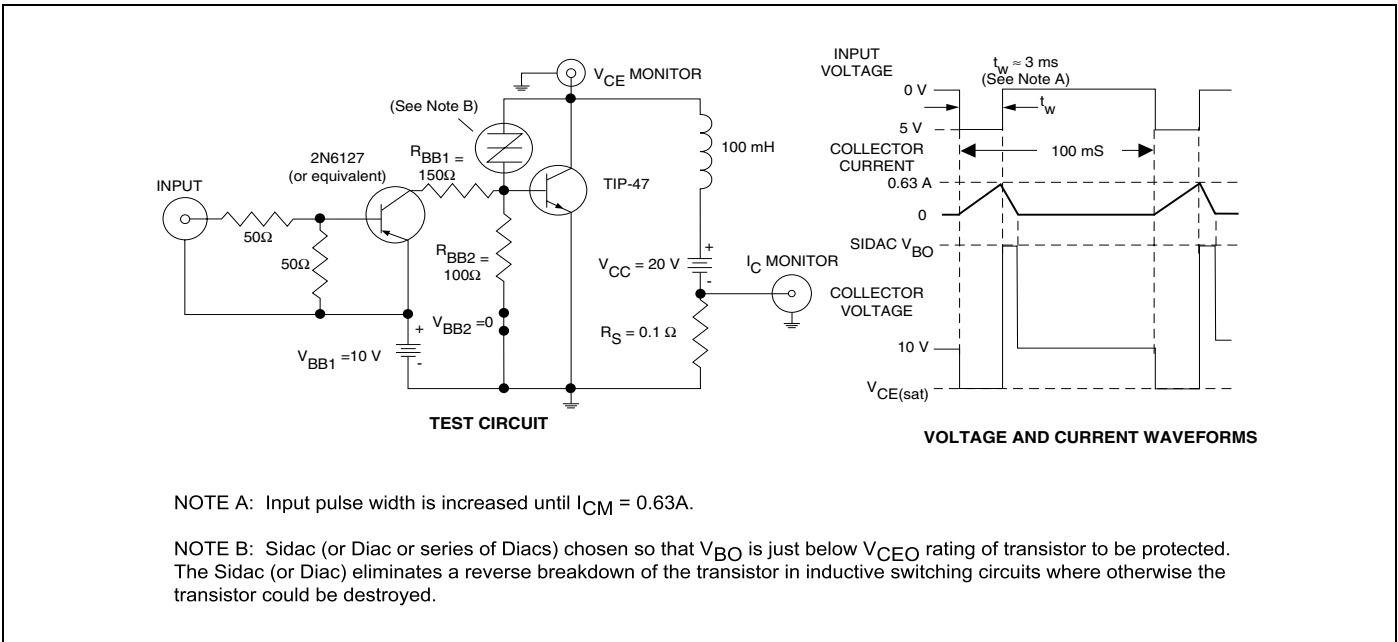 V_CE MONITOR
(See Note B)
2N6127
(or equivalent)
R_BB1 =
150Ω
INPUT
TIP-47
100 mH
50Ω
50Ω
R_BB2 =
100Ω
V_CC = 20 V
+
-
I_C MONITOR
V_BB2 =0
R_S = 0.1 Ω
V_BB1 =10 V
+
-
TEST CIRCUIT
INPUT
VOLTAGE
t_w ≈ 3 ms
(See Note A)
0 V
t_w
5 V
COLLECTOR
CURRENT
100 mS
0.63 A
0
SIDAC V_BO
COLLECTOR
VOLTAGE
10 V
V_CE(sat)
VOLTAGE AND CURRENT WAVEFORMS
NOTE A: Input pulse width is increased until I_CM = 0.63A.
NOTE B: Sidac (or Diac or series of Diacs) chosen so that V_BO is just below V_CEO rating of transistor to be protected.
The Sidac (or Diac) eliminates a reverse breakdown of the transistor in inductive switching circuits where otherwise the
transistor could be destroyed.